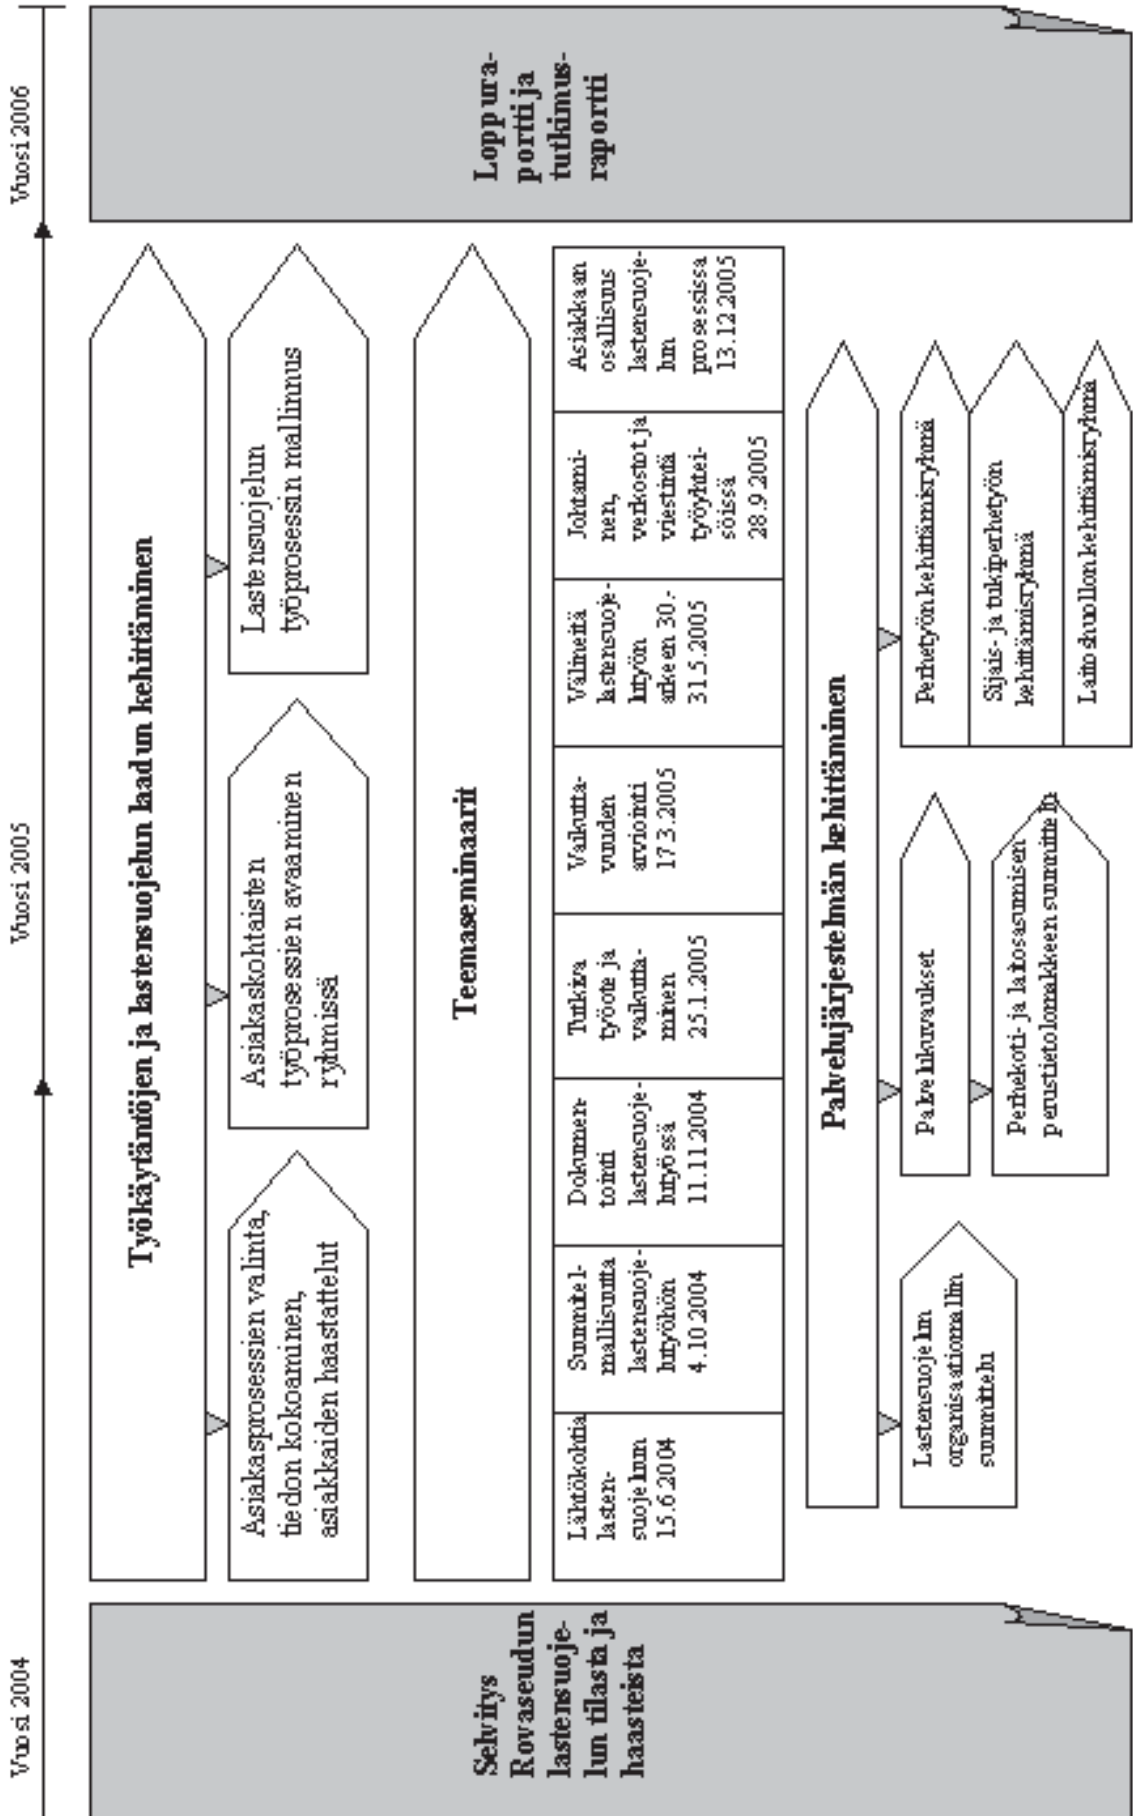 Vuosi 2004
Vuosi 2005
Vuosi 2006
Selvitys
Rovaseudun
lastensuoje-
lun tilasta ja
haasteista
Työkäytäntöjen ja lastensuojelun laadun kehittäminen
Asiakasprosessien valinta,
tiedon kokoaminen,
asiakkaiden haastattelut
Asiakaskohtaisten
työprosessien avaaminen
ryhmissä
Lastensuojelun
työprosessin mallinnus
Teemaseminaarit
Lähtökohtia
lasten-
suojeluun
15.6.2004
Suunnitel-
mallisuutta
lastensuoje-
lutyöhön
4.10.2004
Dokumen-
tointi
lastensuoje-
lutyössä
11.11.2004
Tutkiva
työote ja
vaikutta-
minen
25.1.2005
Vaikutta-
vuuden
arviointi
17.3.2005
Välineitä
lastensuoje-
lutyön
arkeen 30.-
31.5.2005
Johtami-
nen,
verkostot ja
viestintä
työyhtei-
söissä
28.9.2005
Asiakkaan
osallisuus
lastensuoje-
lun
prosessissa
13.12.2005
Palvelujärjestelmän kehittäminen
Lastensuojelun
organisaatiomallin
suunnittelu
Palvelukuvaukset
Perhekoti- ja laitosasumisen
perustietolomakkeen suunnittelu
Perhetyön kehittämisryhmä
Sijais- ja tukiperhetyön
kehittämisryhmä
Laitoshuollon kehittämisryhmä
Loppura-
portti ja
tutkimus-
raportti